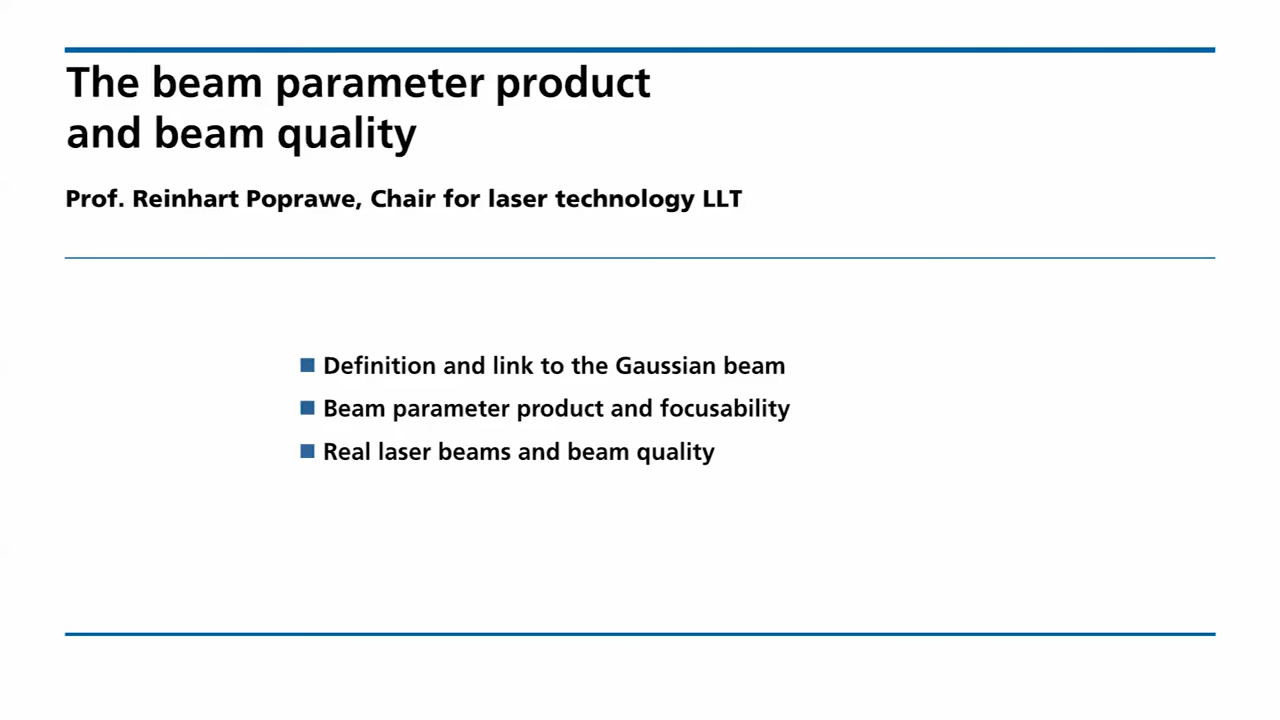 The beam parameter product
and beam quality
Prof. Reinhart Poprawe, Chair for laser technology LLT
Definition and link to the Gaussian beam
Beam parameter product and focusability
Real laser beams and beam quality